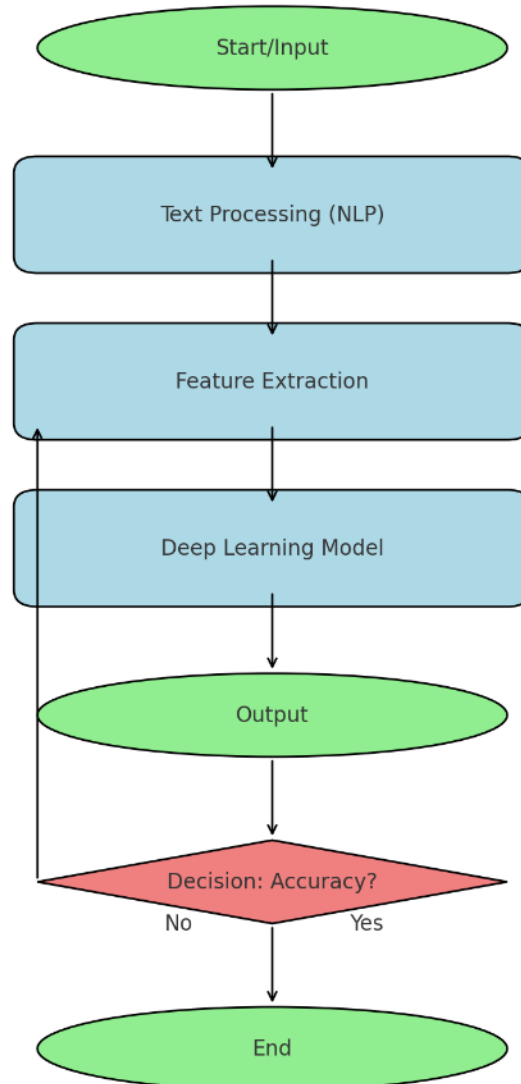 Start/Input
Text Processing (NLP)
Feature Extraction
Deep Learning Model
Output
Decision: Accuracy?
No
Yes
End